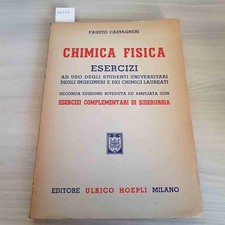 FAUSTO CASTAGNERI
CHIMICA FISICA
ESERCIZI
AD USO DEGLI STUDENTI UNIVERSITARI
DEGLI INGEGNERI E DEI CHIMICI LAUREATI
SECONDA EDIZIONE RIVEDUTA ED AMPLIATA CON
ESERCIZI COMPLEMENTARI DI SIDERURGIA
EDITORE ULRICO HOEPLI MILANO